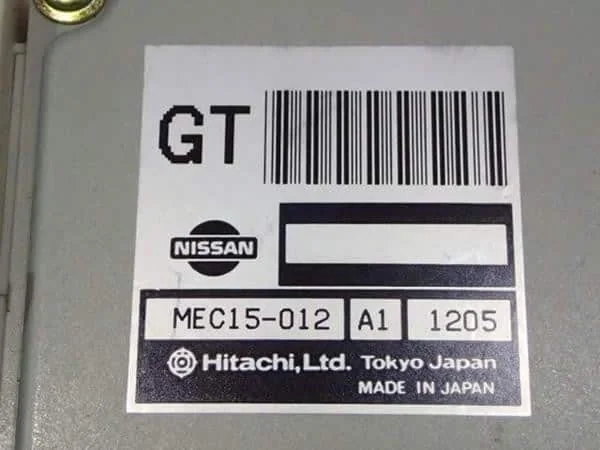 GT
NISSAN
MEC15-012 A1 1205
Hitachi,Ltd. Tokyo Japan
MADE IN JAPAN